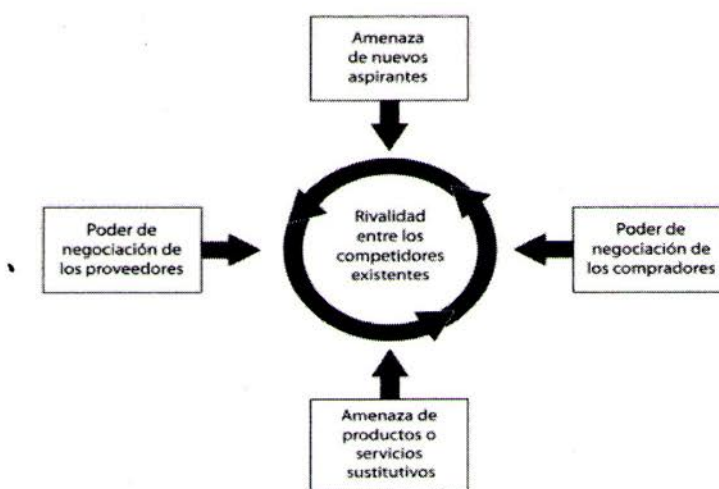 Amenaza
de nuevos
aspirantes
Poder de
negociación de
los proveedores
Rivalidad
entre los
competidores
existentes
Poder de
negociación de
los compradores
Amenaza de
productos o
servicios
sustitutivos